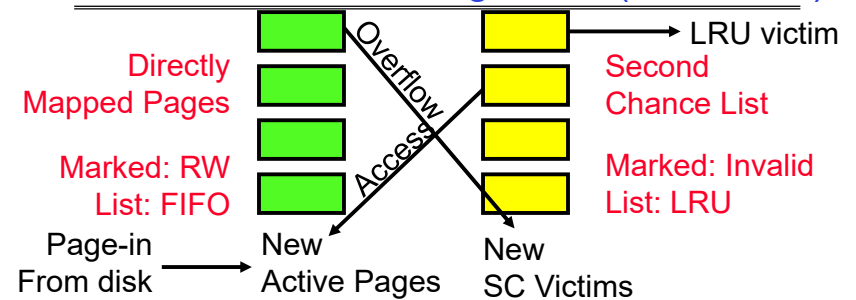 Directly
Mapped Pages
Marked: RW
List: FIFO
Overflow
Access
LRU victim
Second
Chance List
Marked: Invalid
List: LRU
Page-in
From disk
New
Active Pages
New
SC Victims